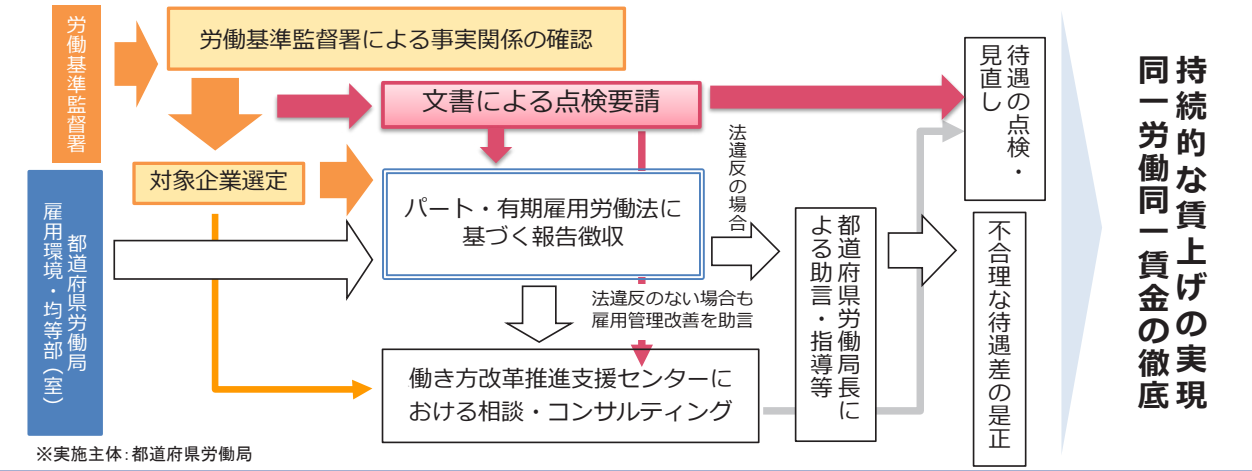 労働基準監督署
労働基準監督署による事実関係の確認
文書による点検要請
対象企業選定
都道府県労働局
雇用環境・均等部（室）
パート・有期雇用労働法に
基づく報告徴収
法違反の場合
法違反のない場合も
雇用管理改善を助言
働き方改革推進支援センターに
おける相談・コンサルティング
都道府県労働局長に
よる助言・指導等
待遇の点検・
見直し
不合理な待遇差の是正
持続的な賃上げの実現
同一労働同一賃金の徹底
※実施主体：都道府県労働局